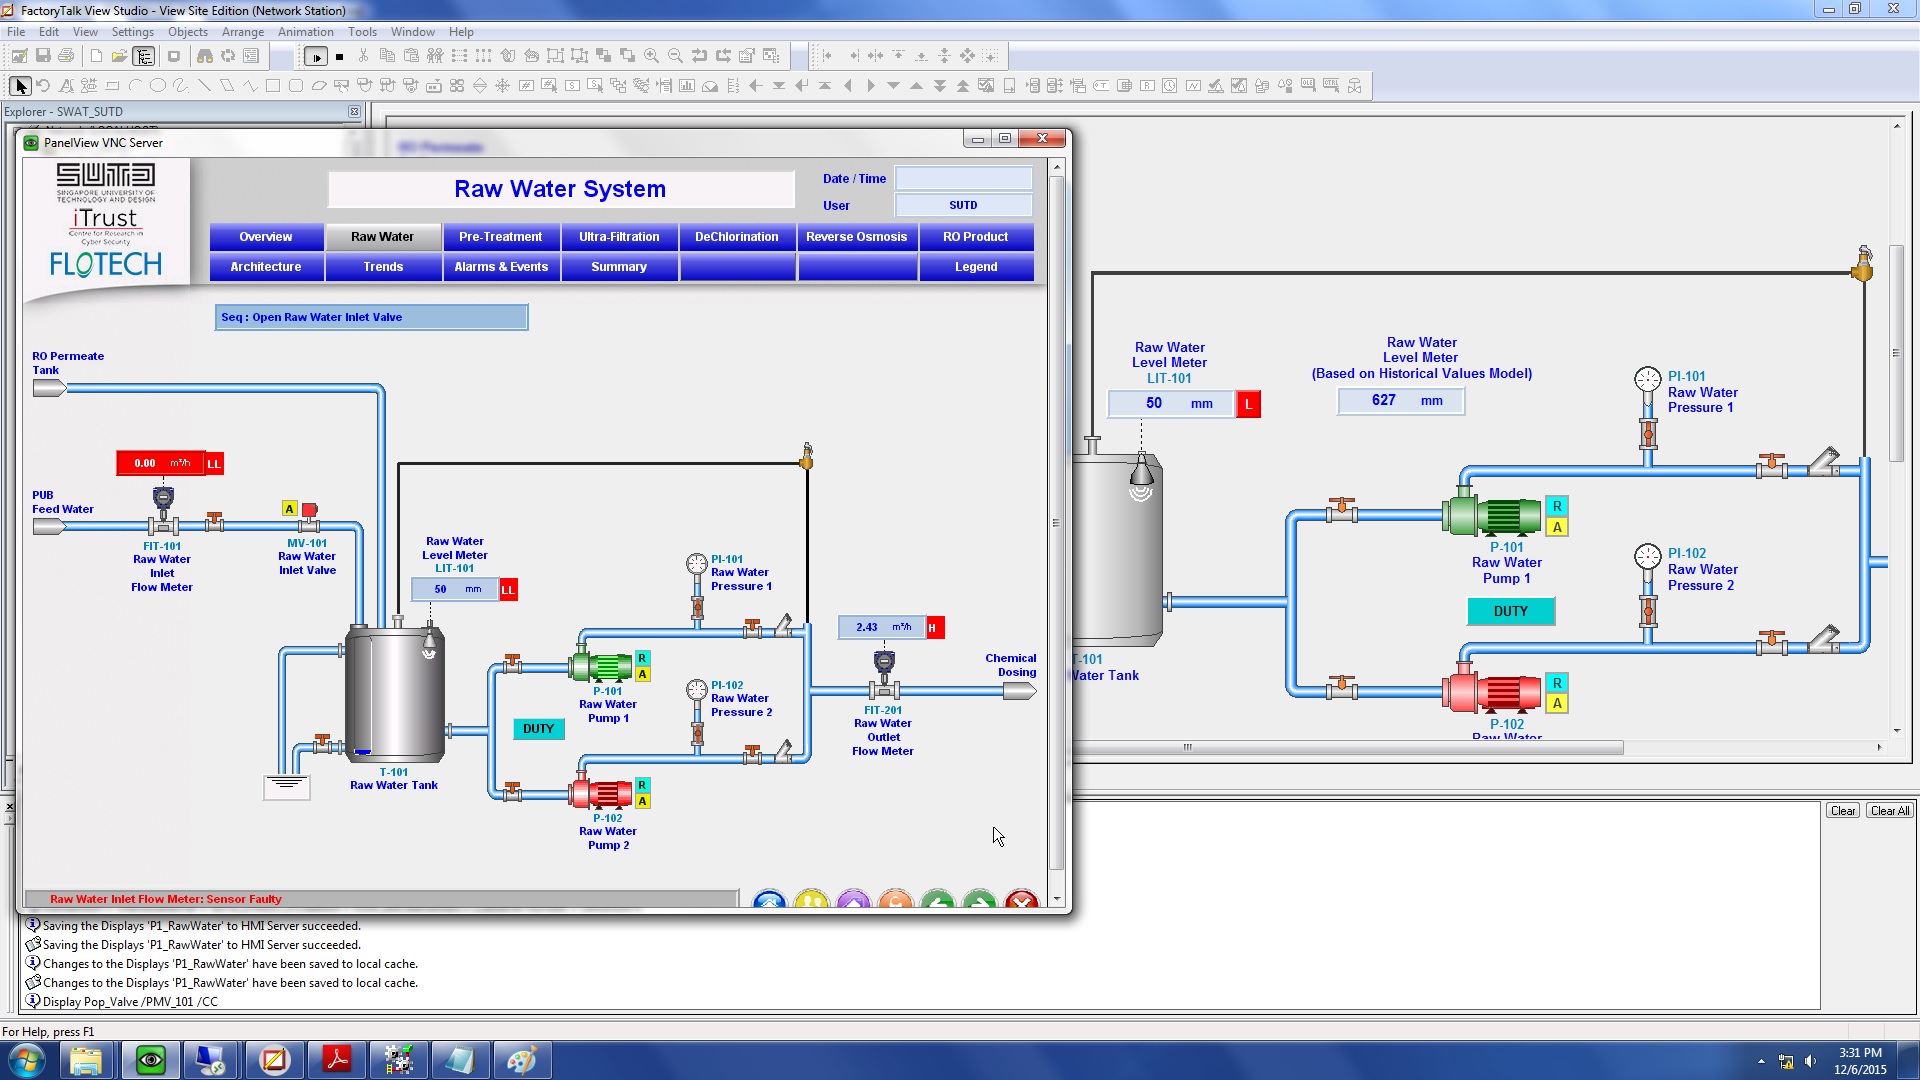 FactoryTalk View Studio - View Site Edition (Network Station)
File Edit View Settings Objects Arrange Animation Tools Window Help
Explorer - SWAT_SUTD
RO Permeate
PanelView VNC Server
SUTD
SINGAPORE UNIVERSITY OF
TECHNOLOGY AND DESIGN
iTrust
Centre for Research in
Cyber Security
FLOTECH
Raw Water System
Date / Time
User SUTD
Overview Raw Water Pre-Treatment Ultra-Filtration DeChlorination Reverse Osmosis RO Product
Architecture Trends Alarms & Events Summary Legend
Seq : Open Raw Water Inlet Valve
RO Permeate
Tank
0.00 m³/h LL
PUB
Feed Water
A
FIT-101
Raw Water
Inlet
Flow Meter
MV-101
Raw Water
Inlet Valve
Raw Water
Level Meter
LIT-101
50 mm LL
PI-101
Raw Water
Pressure 1
2.43 m³/h H
Chemical
Dosing
R
A
P-101
Raw Water
Pump 1
DUTY
PI-102
Raw Water
Pressure 2
FIT-201
Raw Water
Outlet
Flow Meter
T-101
Raw Water Tank
R
A
P-102
Raw Water
Pump 2
Raw Water Inlet Flow Meter: Sensor Faulty
Raw Water
Level Meter
LIT-101
50 mm L
Raw Water
Level Meter
(Based on Historical Values Model)
627 mm
PI-101
Raw Water
Pressure 1
R
A
P-101
Raw Water
Pump 1
DUTY
PI-102
Raw Water
Pressure 2
T-101
Water Tank
R
A
P-102
Raw Water
Clear Clear All
Saving the Displays 'P1_RawWater' to HMI Server succeeded.
Saving the Displays 'P1_RawWater' to HMI Server succeeded.
Changes to the Displays 'P1_RawWater' have been saved to local cache.
Changes to the Displays 'P1_RawWater' have been saved to local cache.
Display Pop_Valve /PMV_101 /CC
For Help, press F1
3:31 PM
12/6/2015